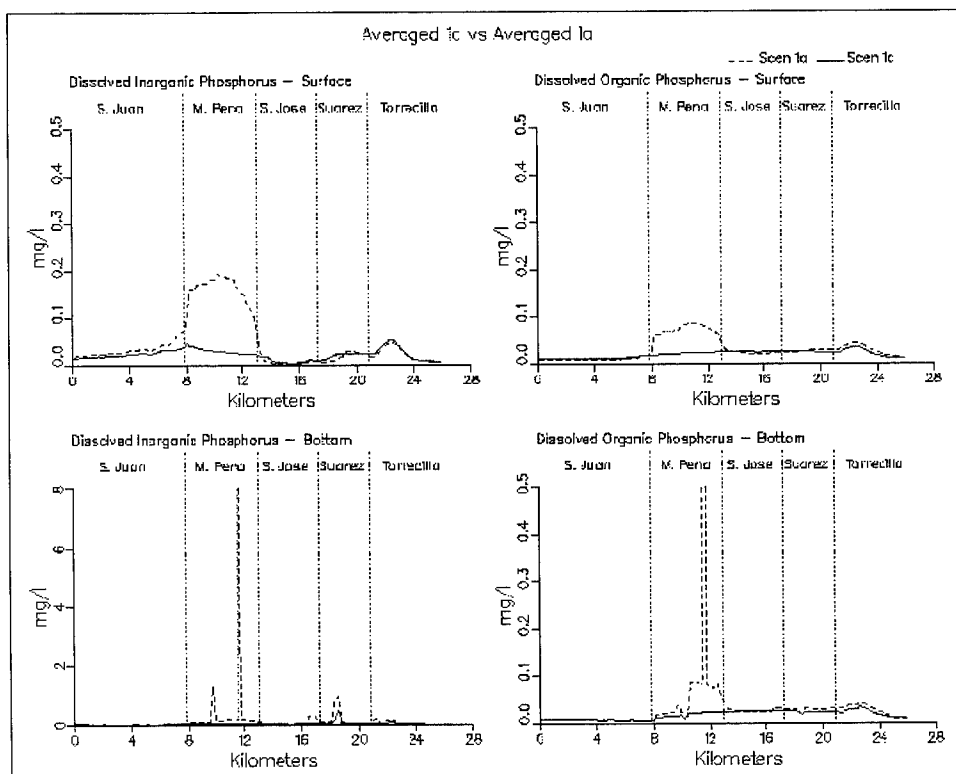 Averaged 1c vs Averaged 1a
Scen 1a Scen 1c
Dissolved Inorganic Phosphorus – Surface
S. Juan M. Pena S. Jose Suarez Torrecilla
0.5
0.4
0.3
0.2
0.1
0.0
mg/l
0 4 8 12 16 20 24 28
Kilometers
Dissolved Organic Phosphorus – Surface
S. Juan M. Pena S. Jose Suarez Torrecilla
0.5
0.4
0.3
0.2
0.1
0.0
mg/l
0 4 8 12 16 20 24 28
Kilometers
Dissolved Inorganic Phosphorus – Bottom
S. Juan M. Pena S. Jose Suarez Torrecilla
8
6
4
2
0
mg/l
0 4 8 12 16 20 24 28
Kilometers
Dissolved Organic Phosphorus – Bottom
S. Juan M. Pena S. Jose Suarez Torrecilla
0.5
0.4
0.3
0.2
0.1
0.0
mg/l
0 4 8 12 16 20 24 28
Kilometers